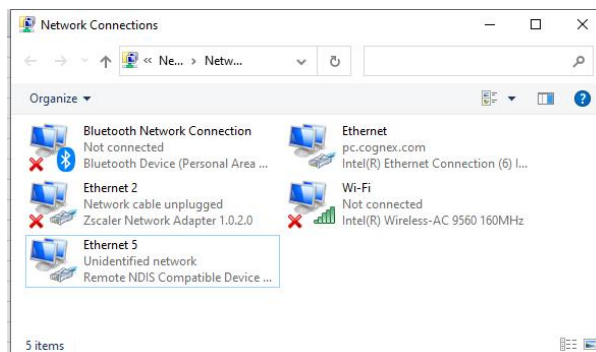 Network Connections
« Ne... › Netw...
Organize
Bluetooth Network Connection
Not connected
Bluetooth Device (Personal Area ...
Ethernet
pc.cognex.com
Intel(R) Ethernet Connection (6) I...
Ethernet 2
Network cable unplugged
Zscaler Network Adapter 1.0.2.0
Wi-Fi
Not connected
Intel(R) Wireless-AC 9560 160MHz
Ethernet 5
Unidentified network
Remote NDIS Compatible Device ...
5 items